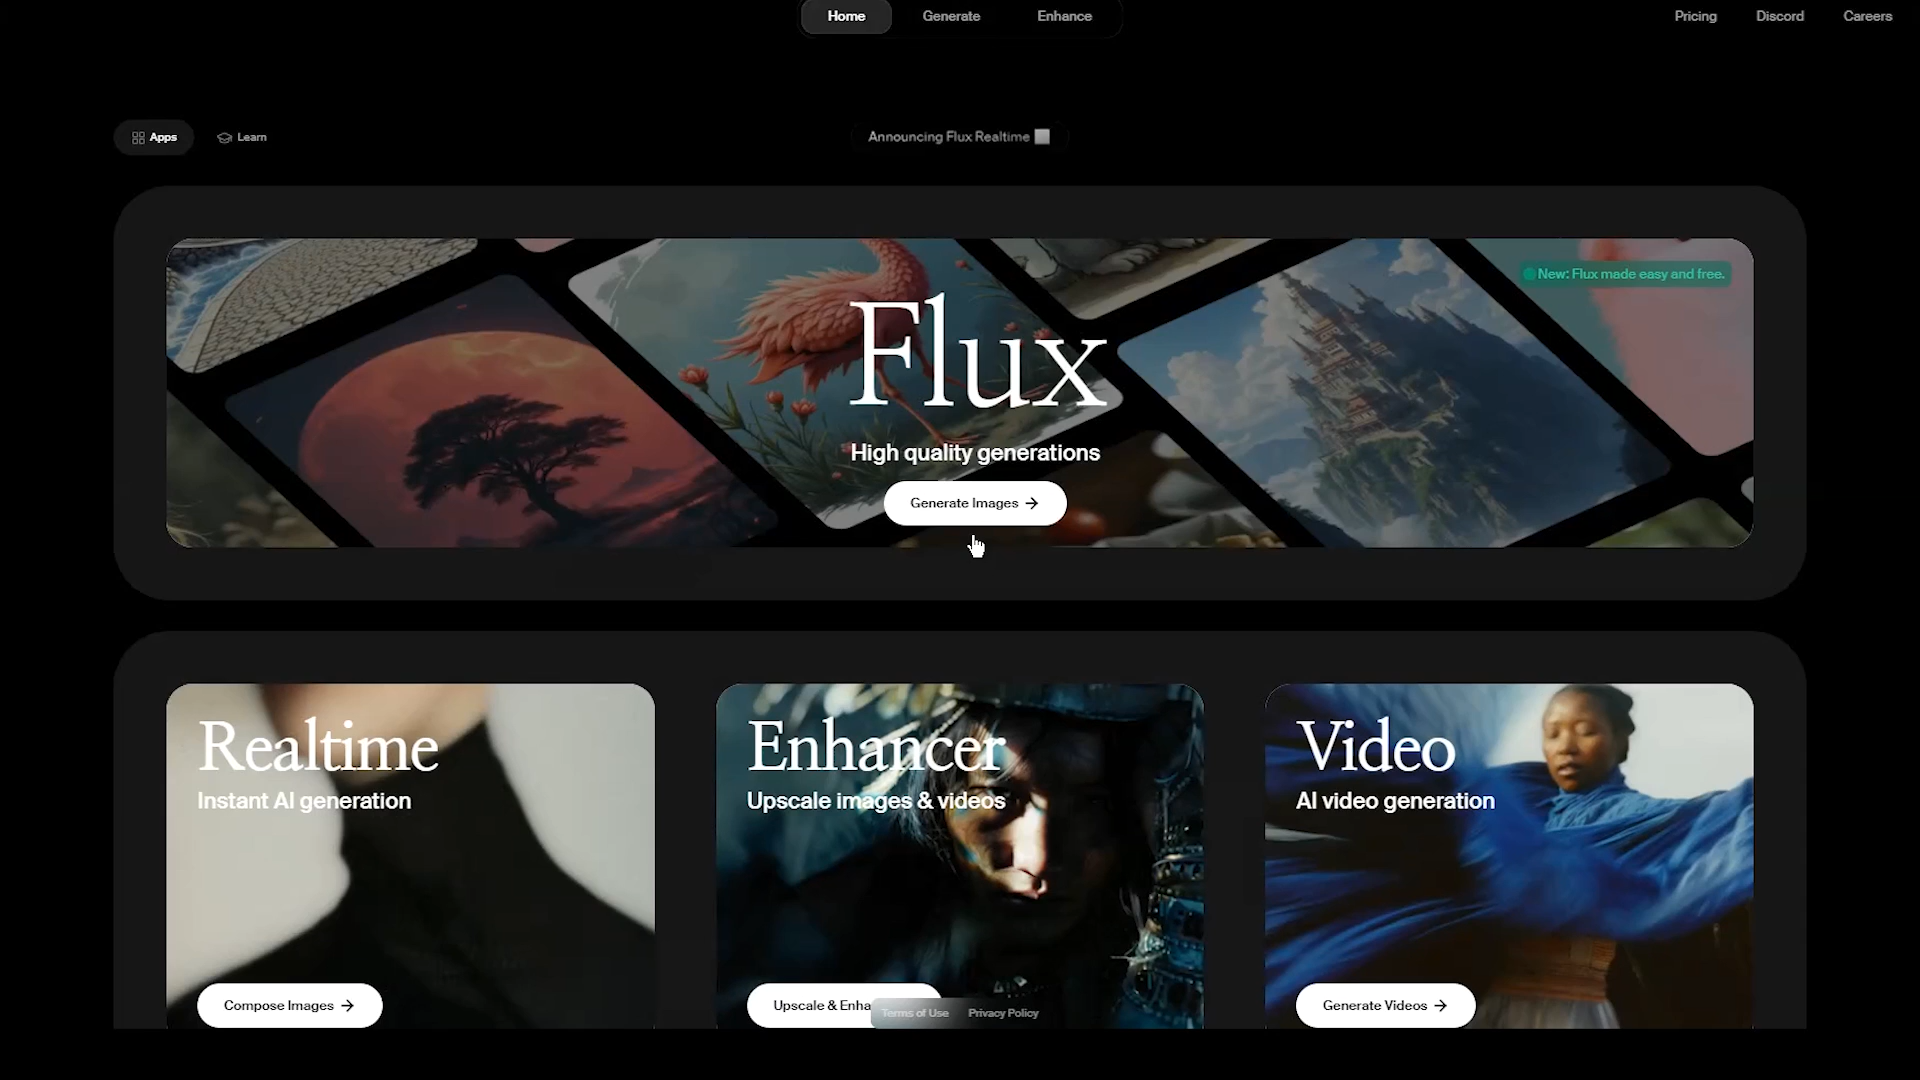 Home
Generate
Enhance
Pricing
Discord
Careers
Apps
Learn
Announcing Flux Realtime
New: Flux made easy and free.
Flux
High quality generations
Generate Images →
Realtime
Instant AI generation
Compose Images →
Enhancer
Upscale images & videos
Upscale & Enha
Terms of Use
Privacy Policy
Video
AI video generation
Generate Videos →